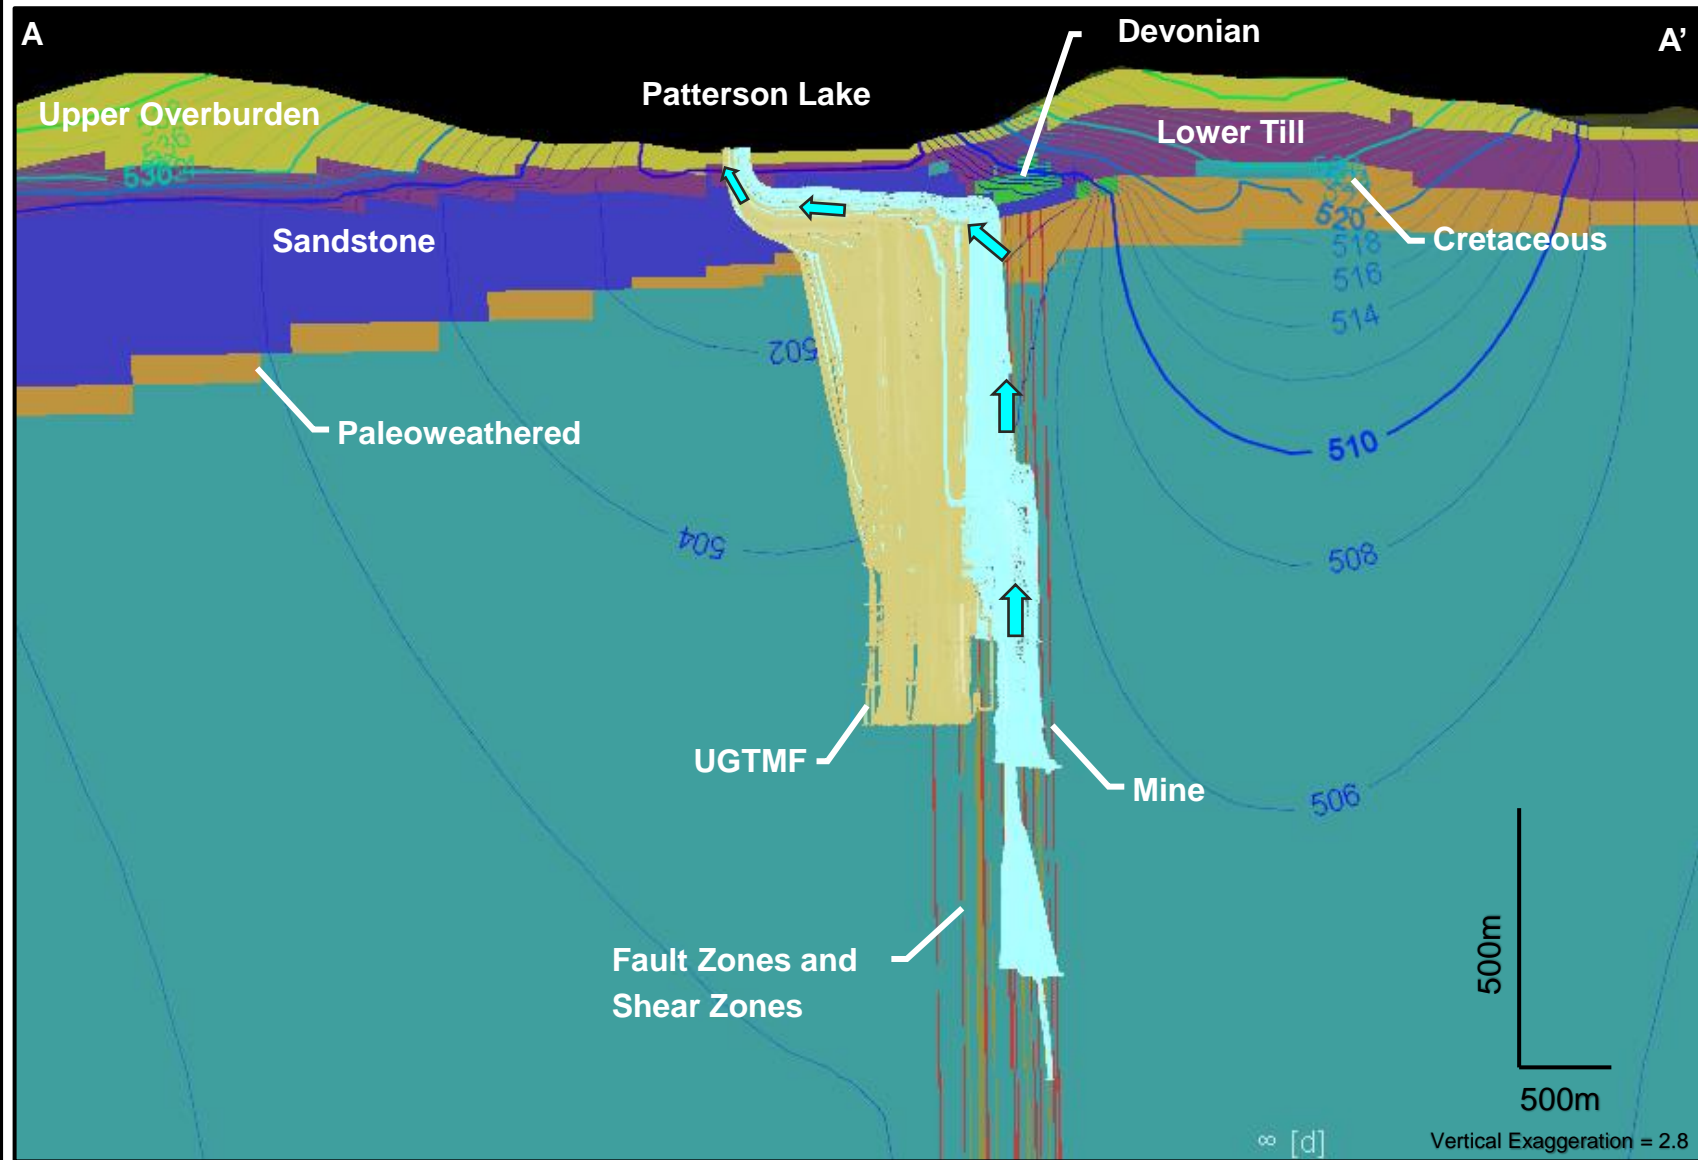 A
Devonian
A’
Patterson Lake
Upper Overburden
Lower Till
530
520
Sandstone
Cretaceous
518
516
514
502
Paleoweathered
510
504
508
UGTMF
Mine
506
Fault Zones and
Shear Zones
500m
500m
∞ [d]
Vertical Exaggeration = 2.8